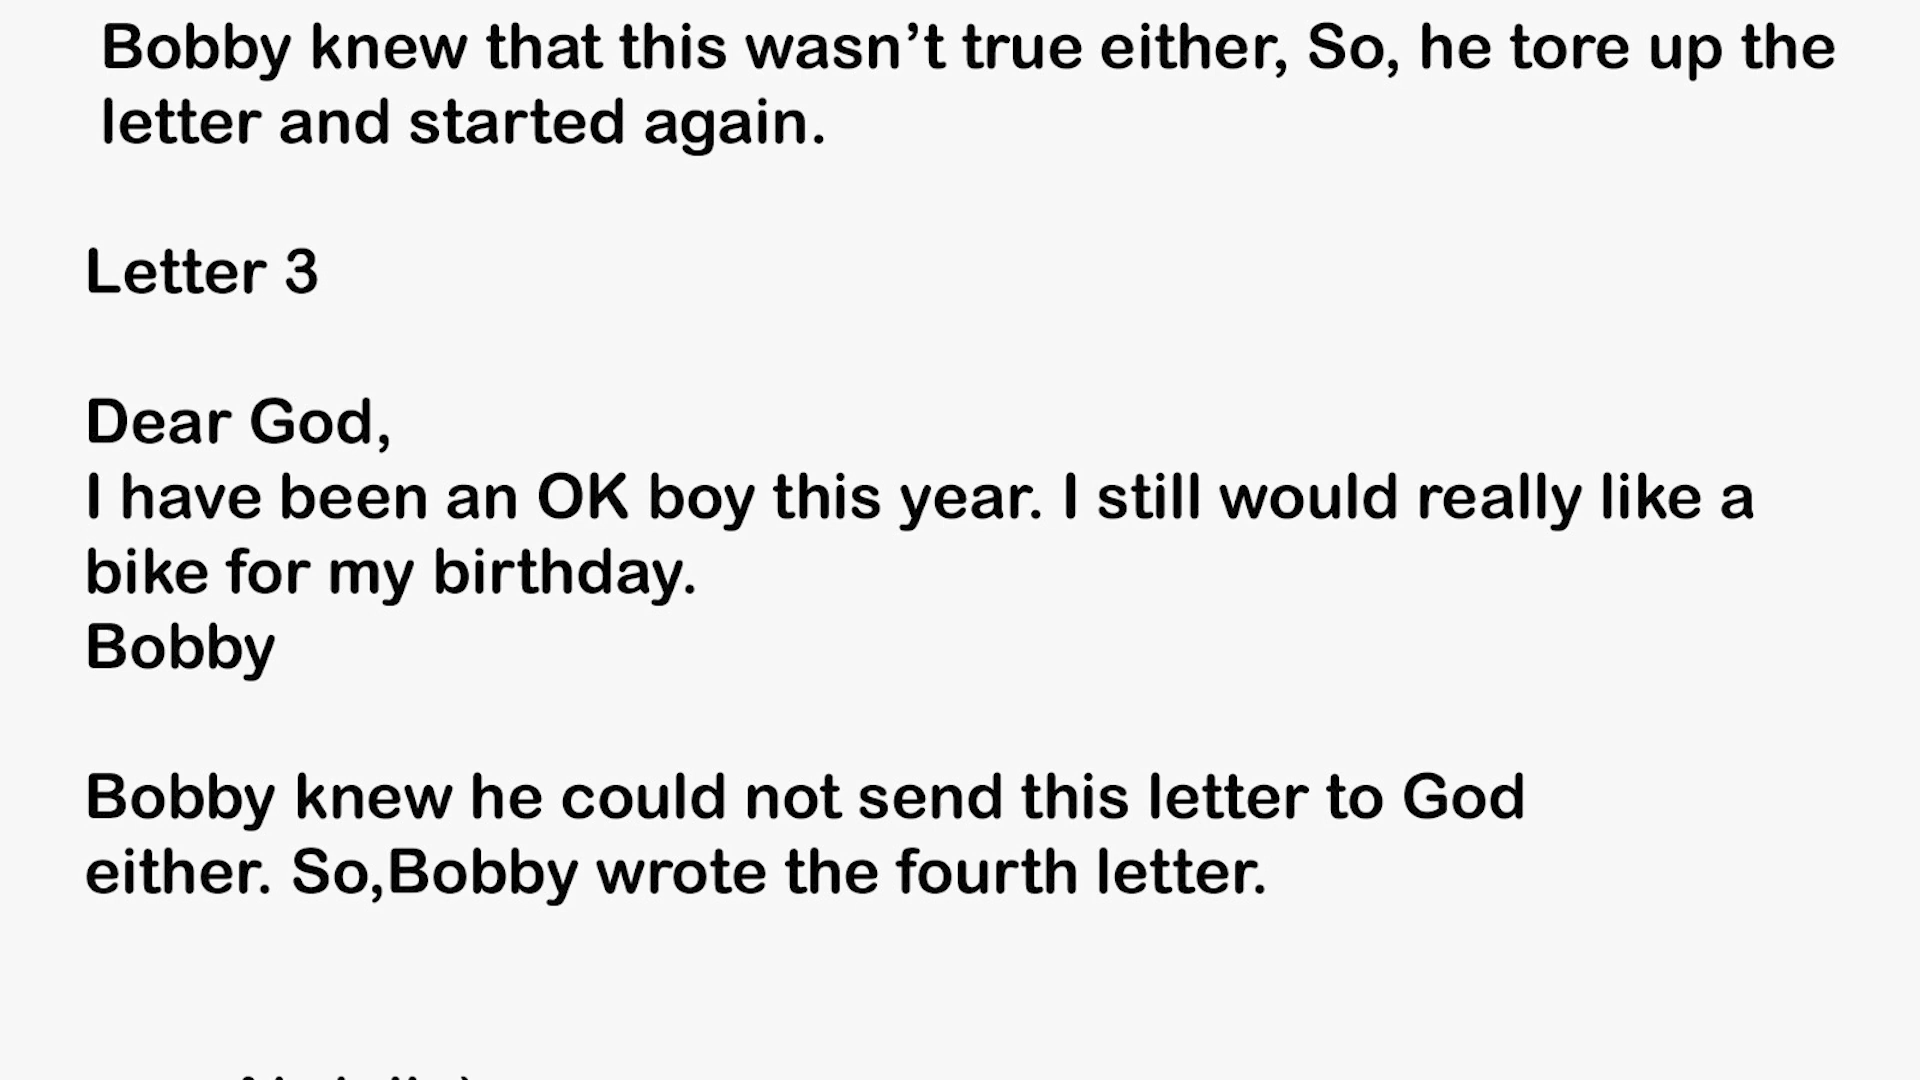 Bobby knew that this wasn’t true either, So, he tore up the
letter and started again.
Letter 3
Dear God,
I have been an OK boy this year. I still would really like a
bike for my birthday.
Bobby
Bobby knew he could not send this letter to God
either. So,Bobby wrote the fourth letter.